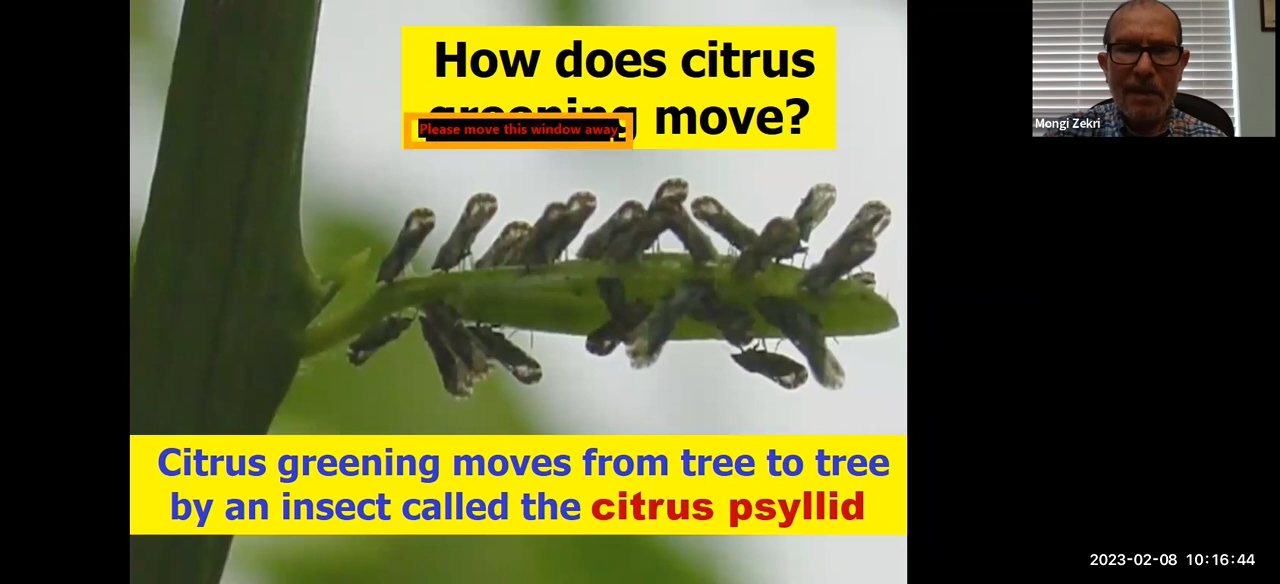 How does citrus
greening move?
Please move this window away
Mongi Zekri
Citrus greening moves from tree to tree
by an insect called the citrus psyllid
2023-02-08 10:16:44